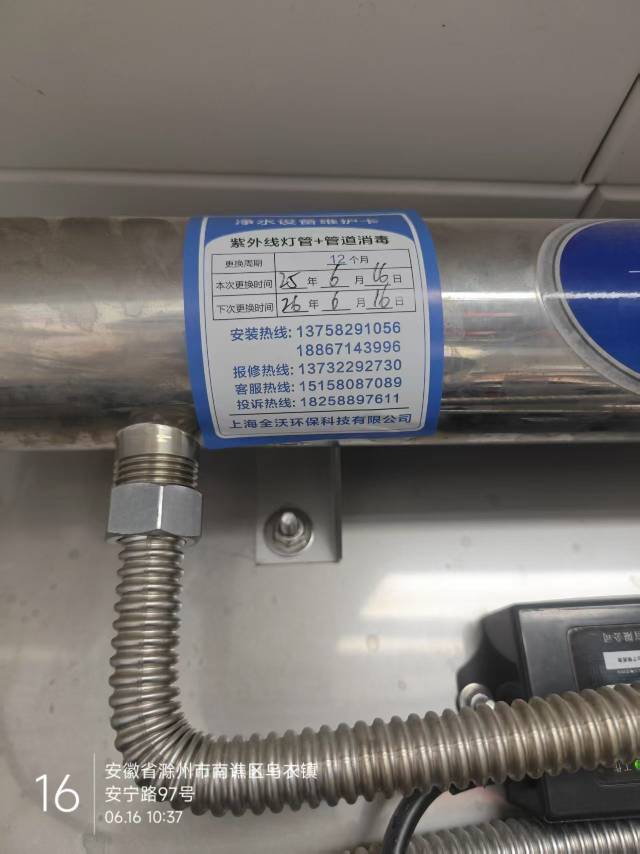 净水设备维护卡
紫外线灯管+管道消毒
更换周期 12个月
本次更换时间 25年6月16日
下次更换时间 26年6月16日
安装热线: 13758291056
18867143996
报修热线: 13732292730
客服热线: 15158087089
投诉热线: 18258897611
上海全沃环保科技有限公司
有限公司
16
安徽省滁州市南谯区乌衣镇
安宁路97号
06.16 10:37